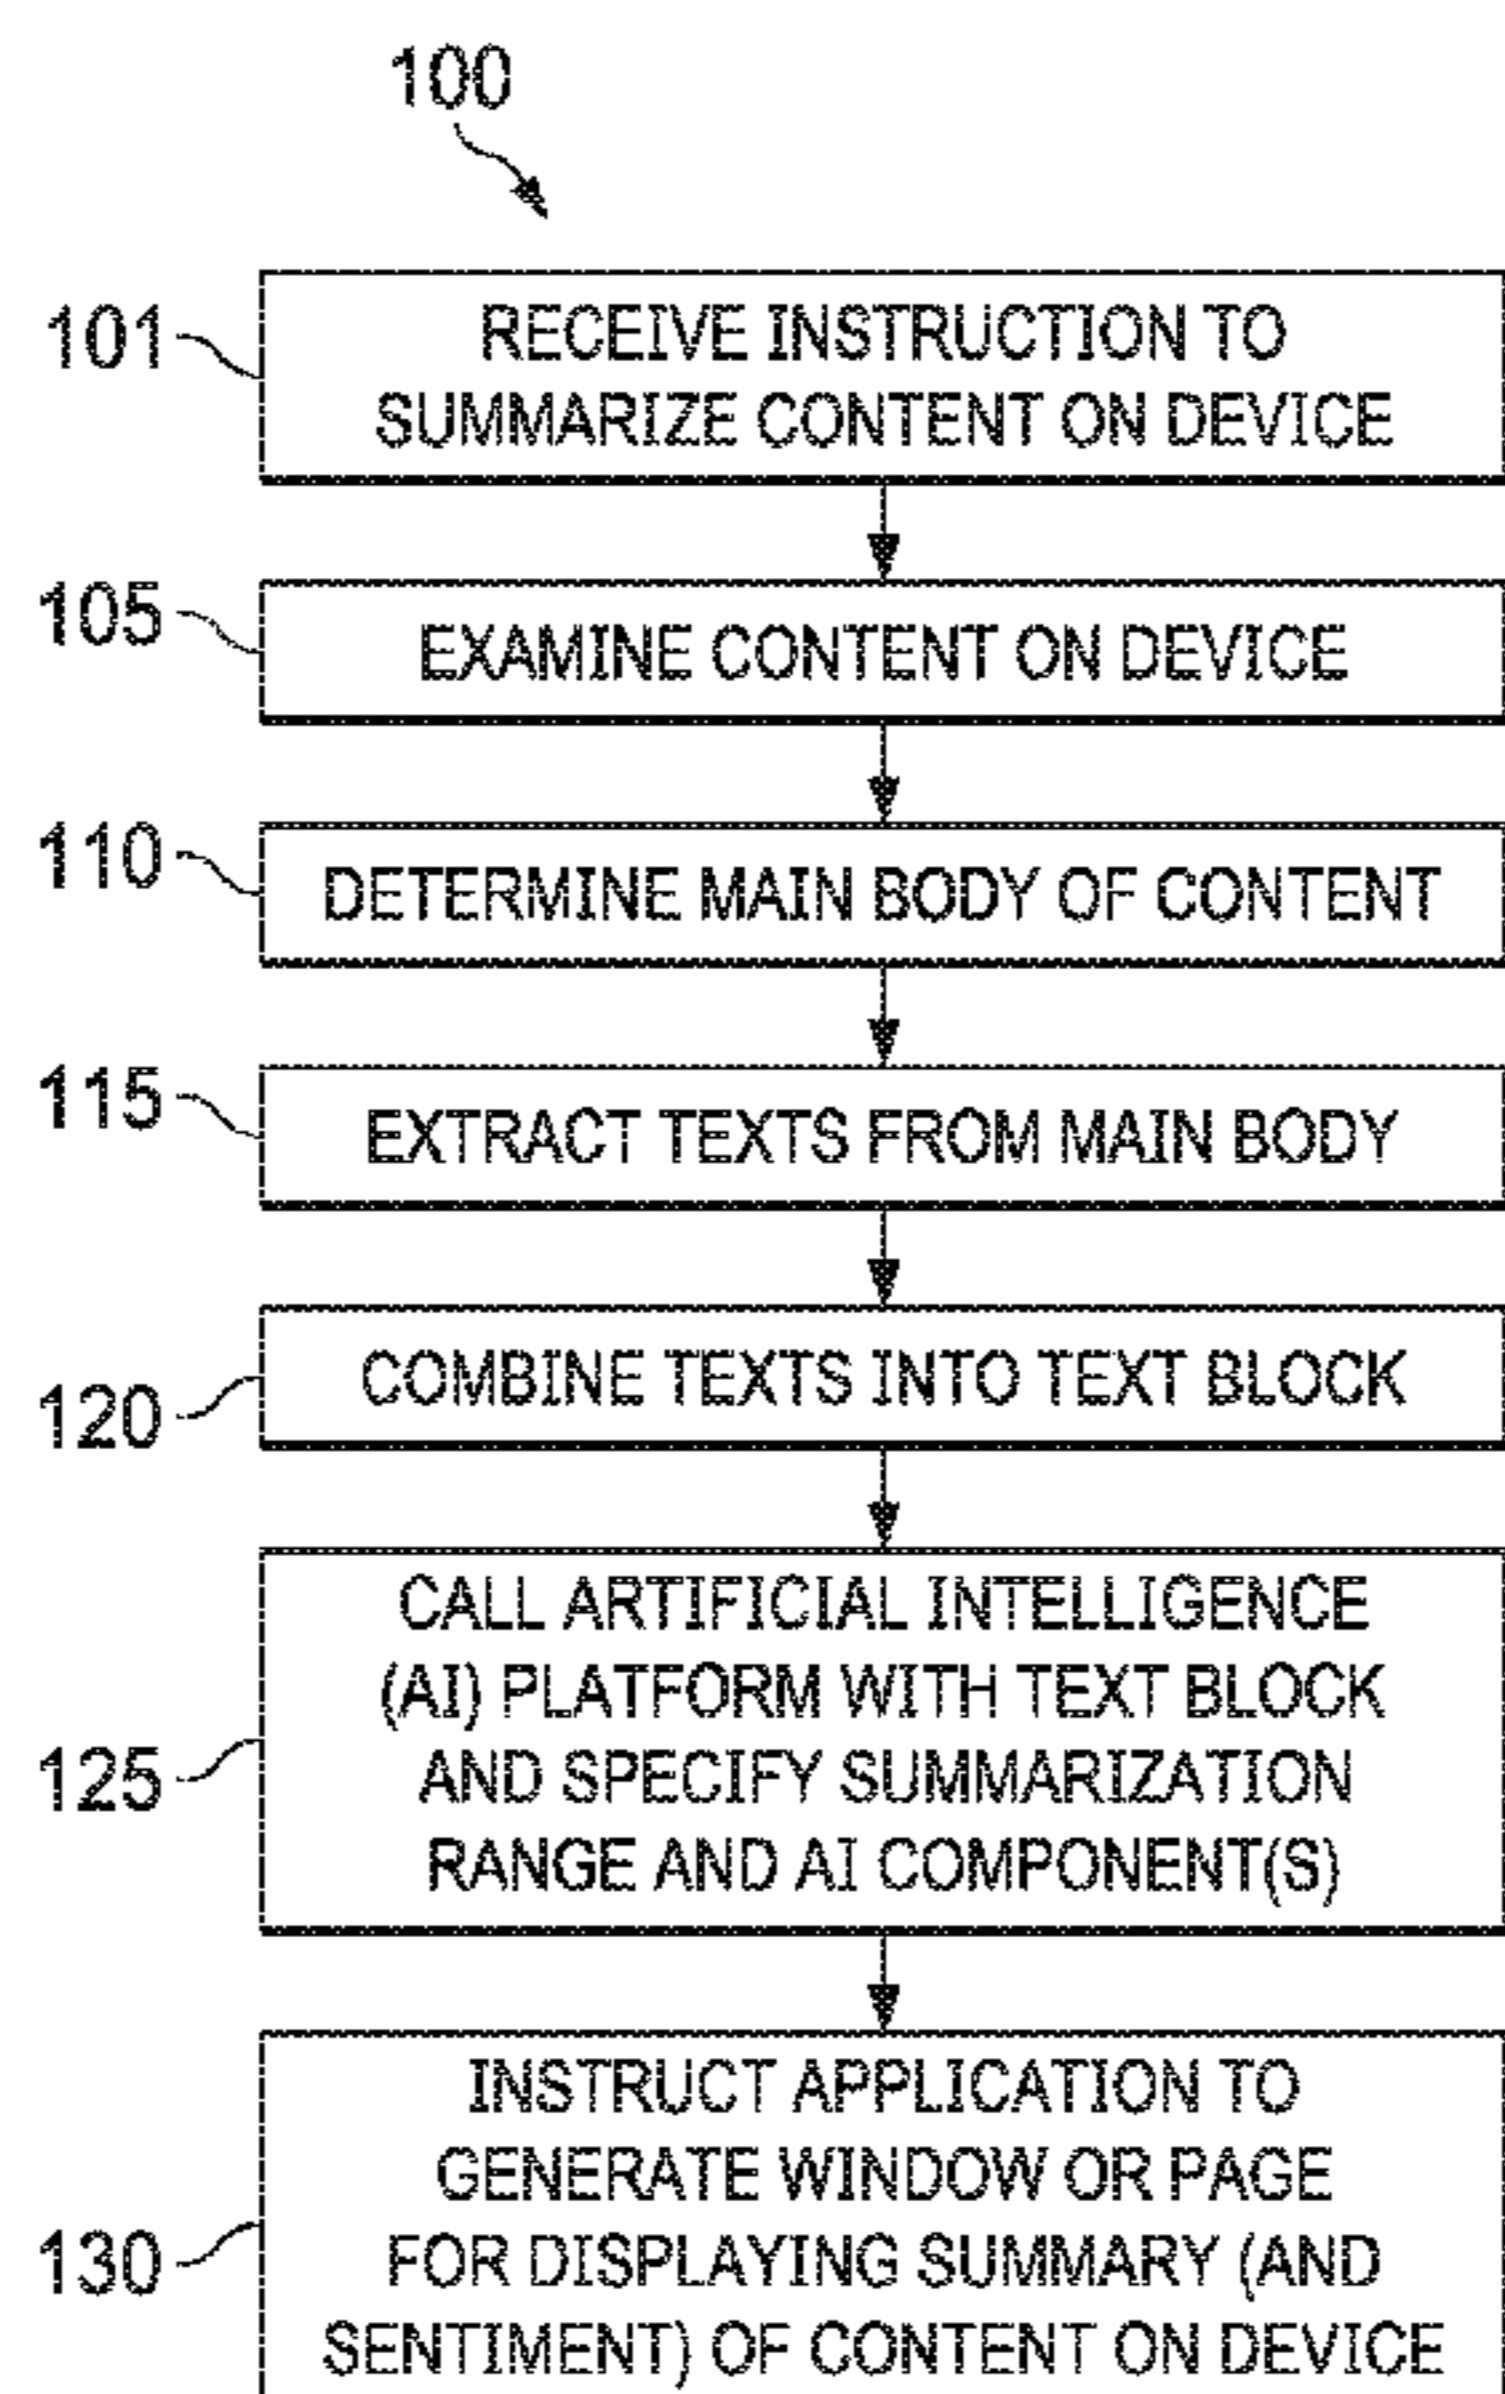 100
101
RECEIVE INSTRUCTION TO
SUMMARIZE CONTENT ON DEVICE
105
EXAMINE CONTENT ON DEVICE
110
DETERMINE MAIN BODY OF CONTENT
115
EXTRACT TEXTS FROM MAIN BODY
120
COMBINE TEXTS INTO TEXT BLOCK
125
CALL ARTIFICIAL INTELLIGENCE
(AI) PLATFORM WITH TEXT BLOCK
AND SPECIFY SUMMARIZATION
RANGE AND AI COMPONENT(S)
130
INSTRUCT APPLICATION TO
GENERATE WINDOW OR PAGE
FOR DISPLAYING SUMMARY (AND
SENTIMENT) OF CONTENT ON DEVICE